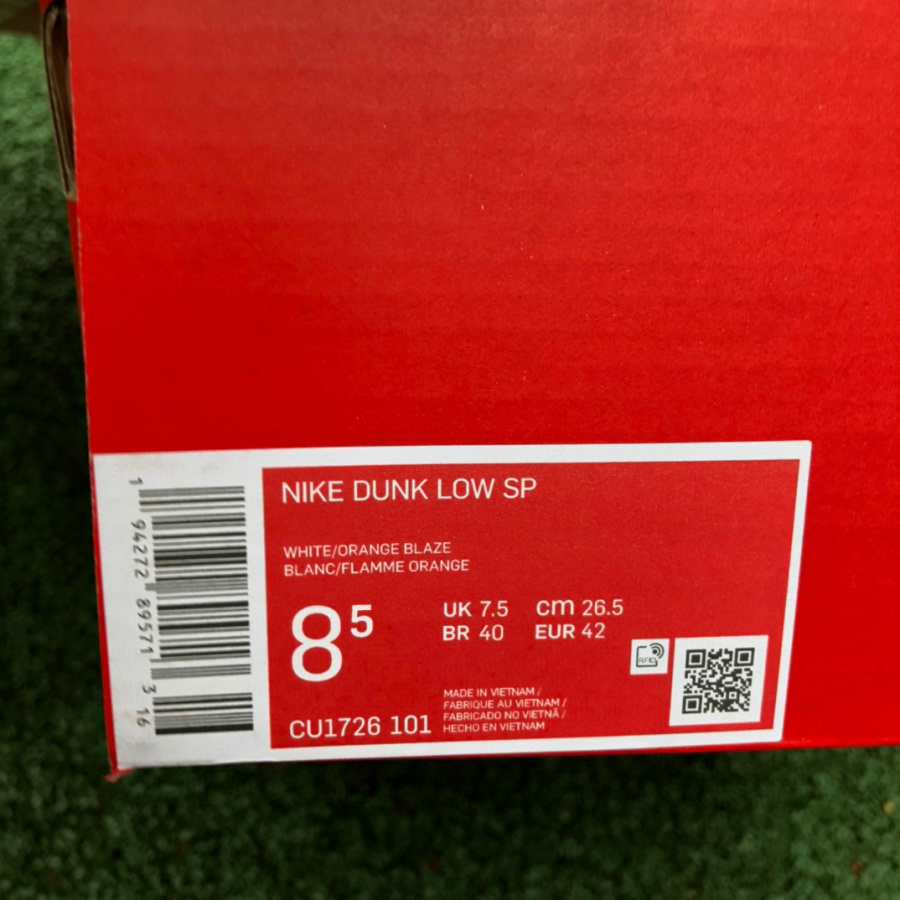 NIKE DUNK LOW SP
WHITE/ORANGE BLAZE
BLANC/FLAMME ORANGE
8⁵
UK 7.5 cm 26.5
BR 40 EUR 42
RFID
CU1726 101
MADE IN VIETNAM /
FABRIQUE AU VIETNAM /
FABRICADO NO VIETNÃ /
HECHO EN VIETNAM
1 94272 89571 3 16